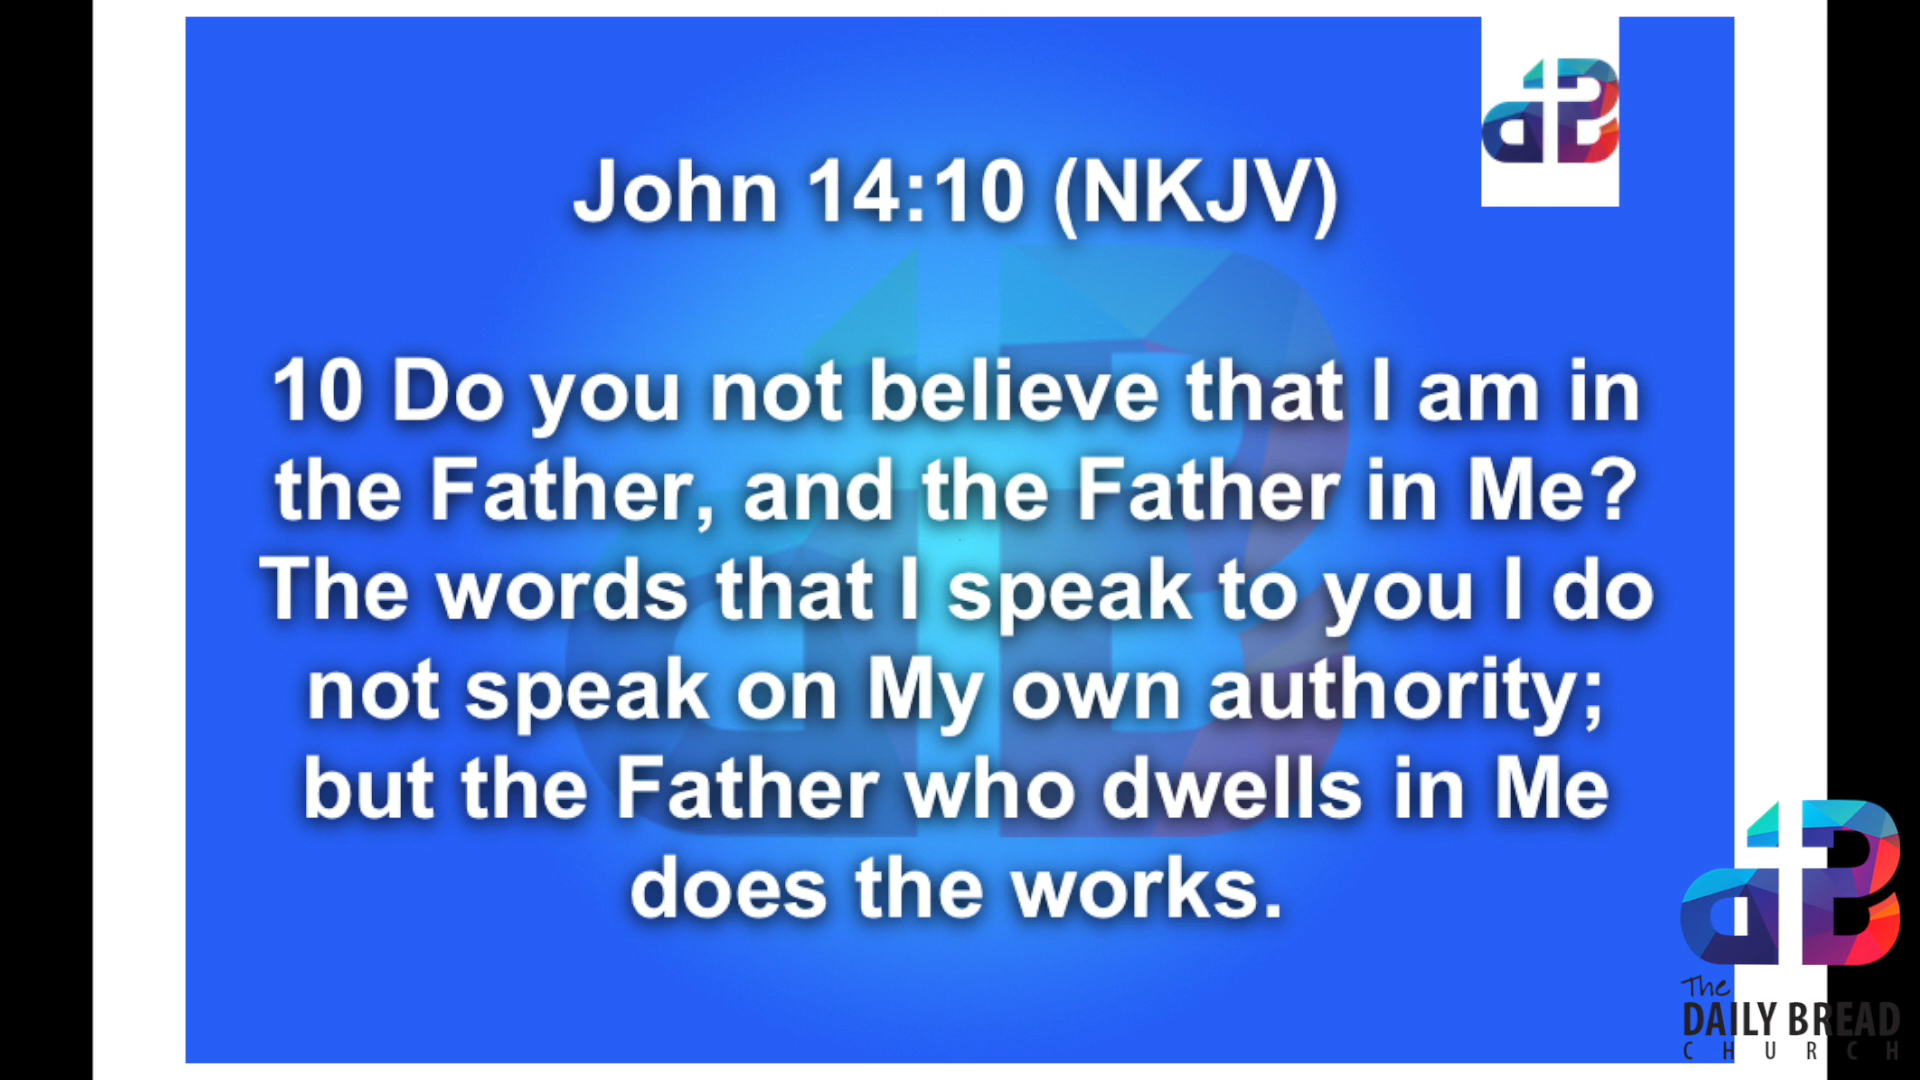 John 14:10 (NKJV)
10 Do you not believe that I am in
the Father, and the Father in Me?
The words that I speak to you I do
not speak on My own authority;
but the Father who dwells in Me
does the works.
The
DAILY BREAD
CHURCH